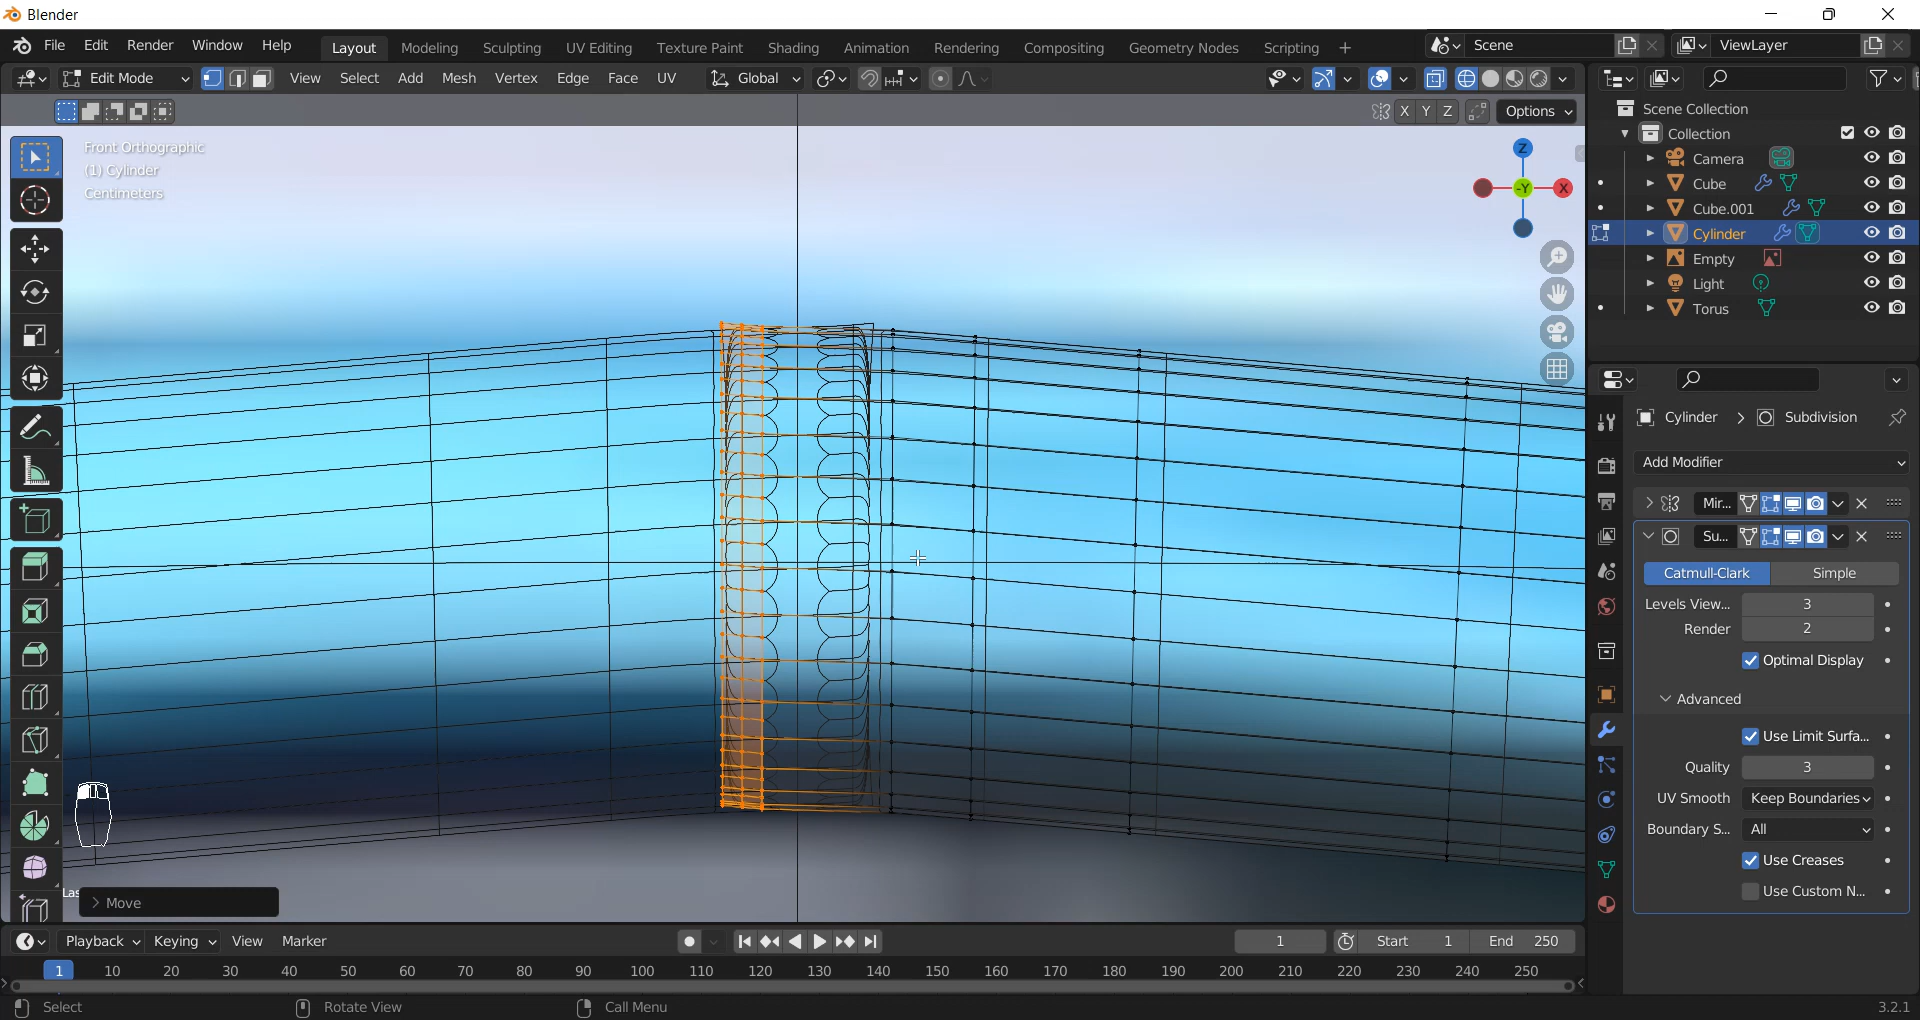 Blender
File Edit Render Window Help Layout Modeling Sculpting UV Editing Texture Paint Shading Animation Rendering Compositing Geometry Nodes Scripting + Scene ViewLayer
Edit Mode View Select Add Mesh Vertex Edge Face UV Global
X Y Z Options
Front Orthographic
(1) Cylinder
Centimeters
Z
-Y X
Scene Collection
Collection
Camera
Cube
Cube.001
Cylinder
Empty
Light
Torus
Cylinder > Subdivision
Add Modifier
Mir...
Su...
Catmull-Clark Simple
Levels View... 3
Render 2
Optimal Display
Advanced
Use Limit Surfa...
Quality 3
UV Smooth Keep Boundaries
Boundary S... All
Use Creases
Use Custom N...
Las
> Move
Playback Keying View Marker 1 Start 1 End 250
1 10 20 30 40 50 60 70 80 90 100 110 120 130 140 150 160 170 180 190 200 210 220 230 240 250
Select Rotate View Call Menu 3.2.1